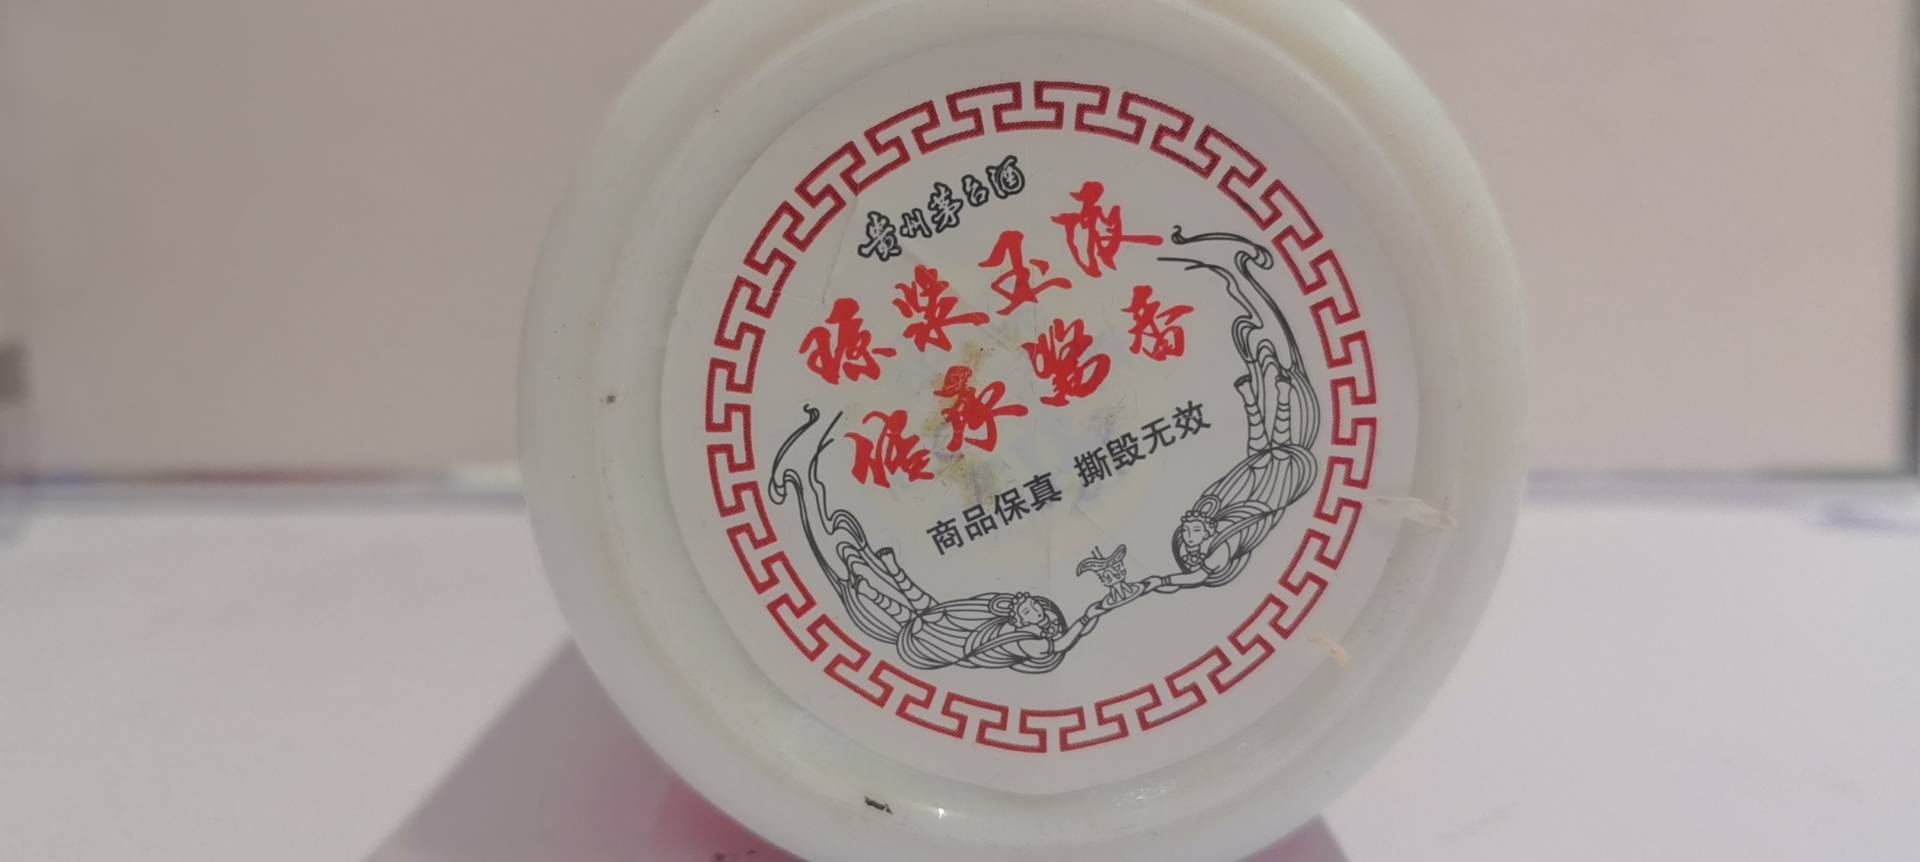 贵州茅台酒
琼浆玉液
传承酱香
商品保真 撕毁无效